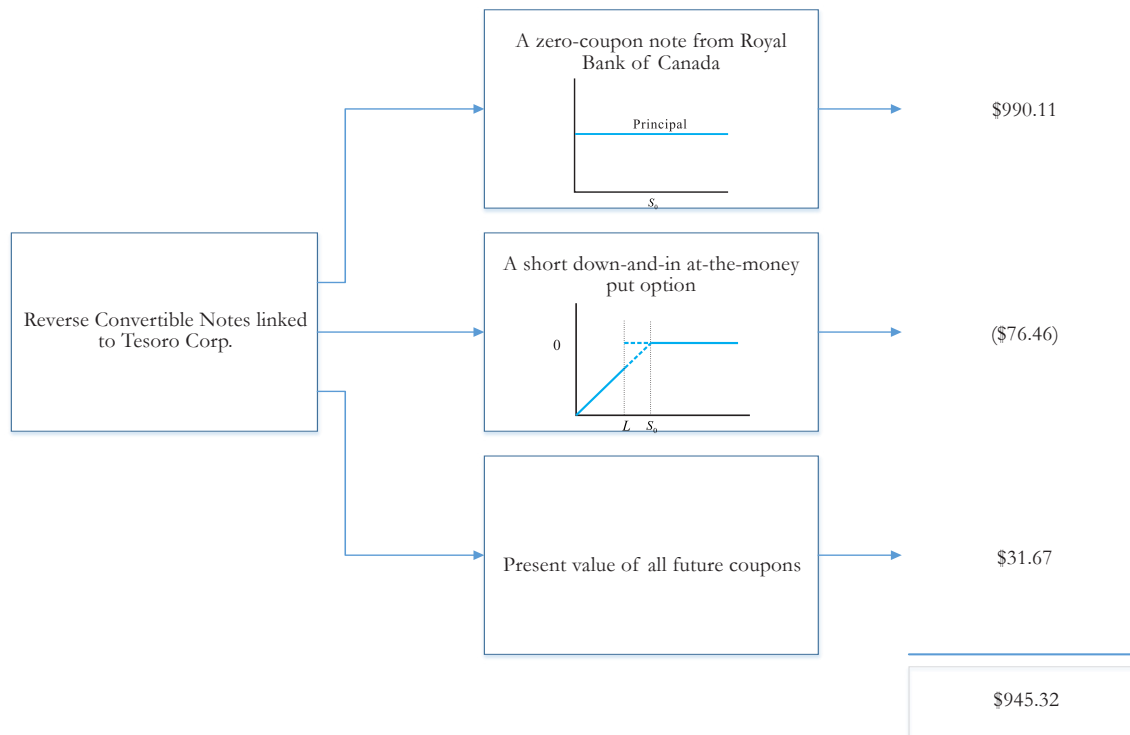 A zero-coupon note from Royal
Bank of Canada
Principal
S₀
$990.11
Reverse Convertible Notes linked
to Tesoro Corp.
A short down-and-in at-the-money
put option
0
L S₀
($76.46)
Present value of all future coupons
$31.67
$945.32